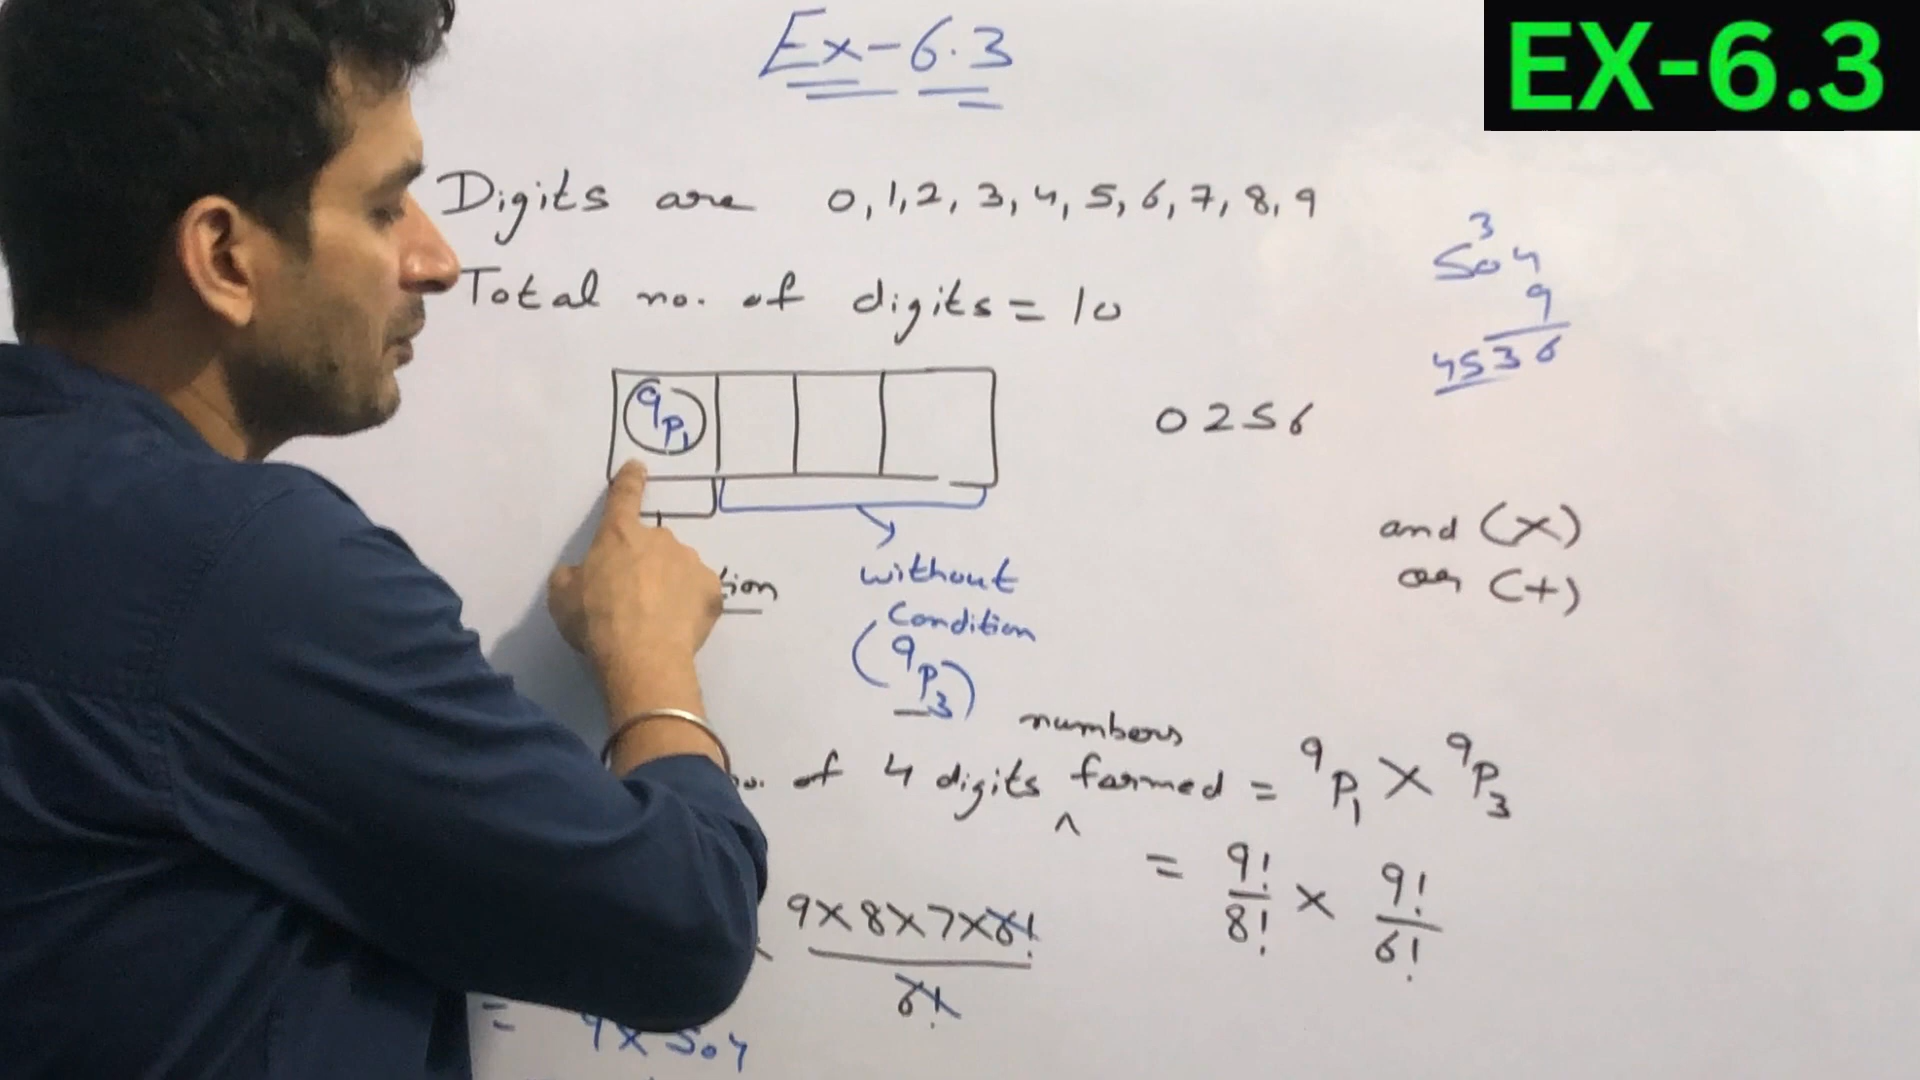 Ex-6.3
EX-6.3
Digits are 0,1,2,3,4,5,6,7,8,9
Total no. of digits = 10
3
504
9
4536
9P1
0256
and (x)
or (+)
without
Condition
(9P3)
numbers
of 4 digits ^ formed = 9P1 × 9P3
= 9!/8! × 9!/6!
9×8×7×6!
6!
= 9×504